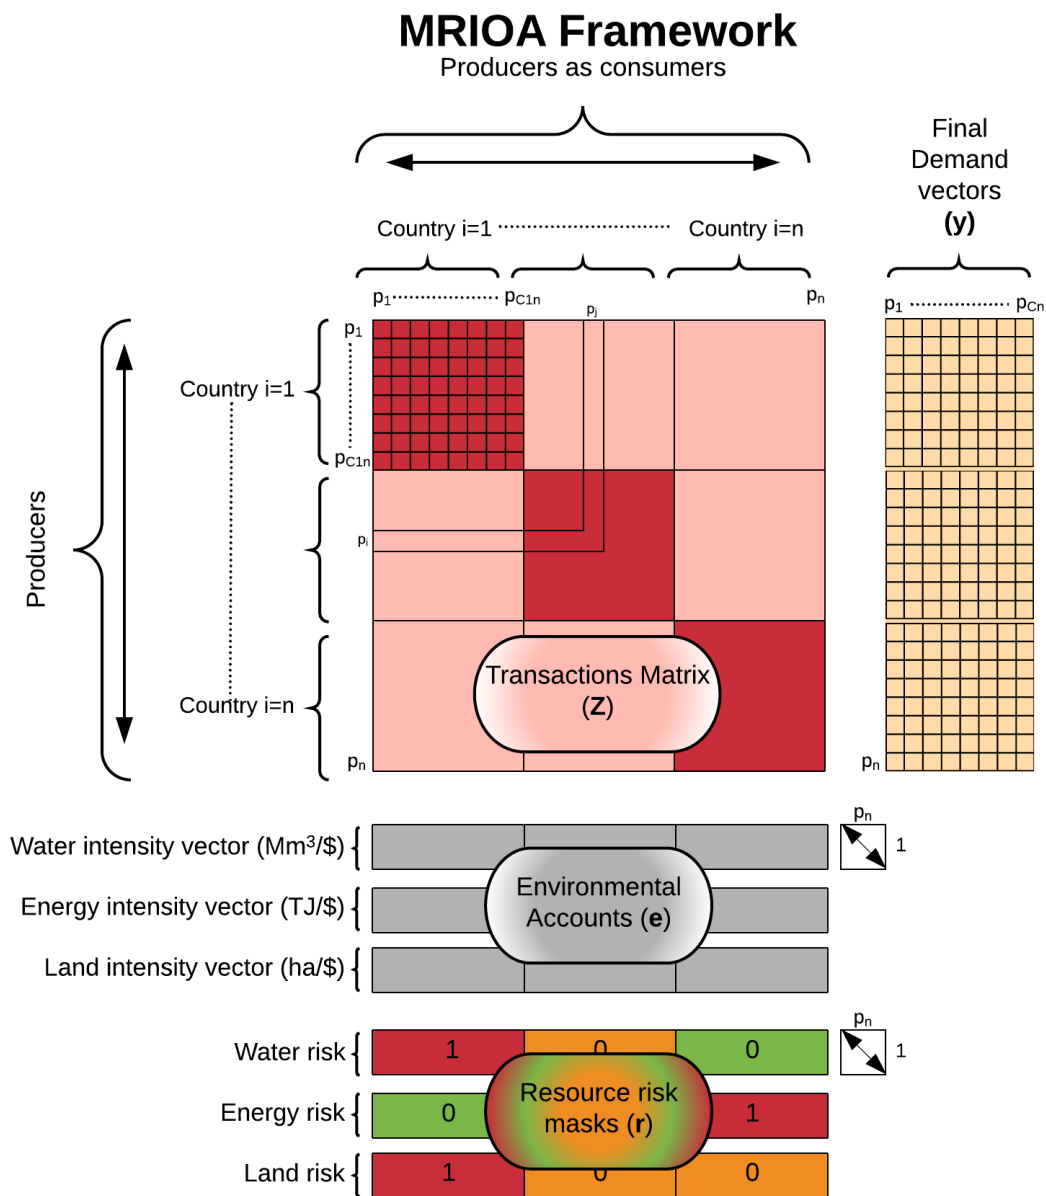 MRIOA Framework
Producers as consumers
Final
Demand
vectors
(y)
Country i=1
Country i=n
p1
pC1n
pj
pn
p1
pCn
p1
Country i=1
pC1n
Producers
pi
Transactions Matrix
(Z)
Country i=n
pn
pn
pn
Water intensity vector (Mm³/$)
1
Energy intensity vector (TJ/$)
Environmental
Accounts (e)
Land intensity vector (ha/$)
pn
Water risk
1
0
0
1
Energy risk
0
Resource risk
masks (r)
1
Land risk
1
0
0